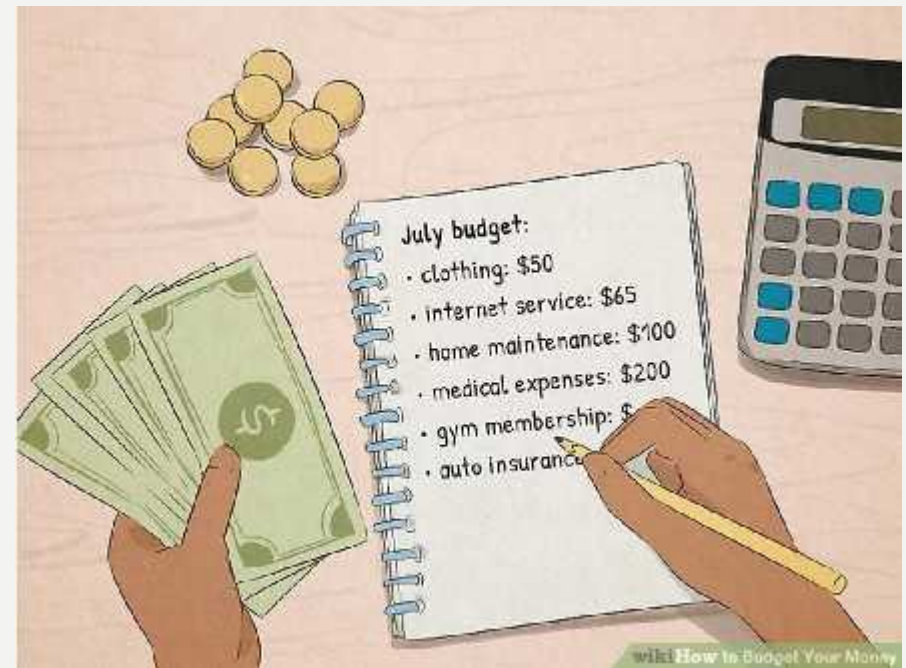 July budget:
· clothing: $50
· internet service: $65
· home maintenance: $100
· medical expenses: $200
· gym membership: $
· auto insuranc
wikiHow to Budget Your Money